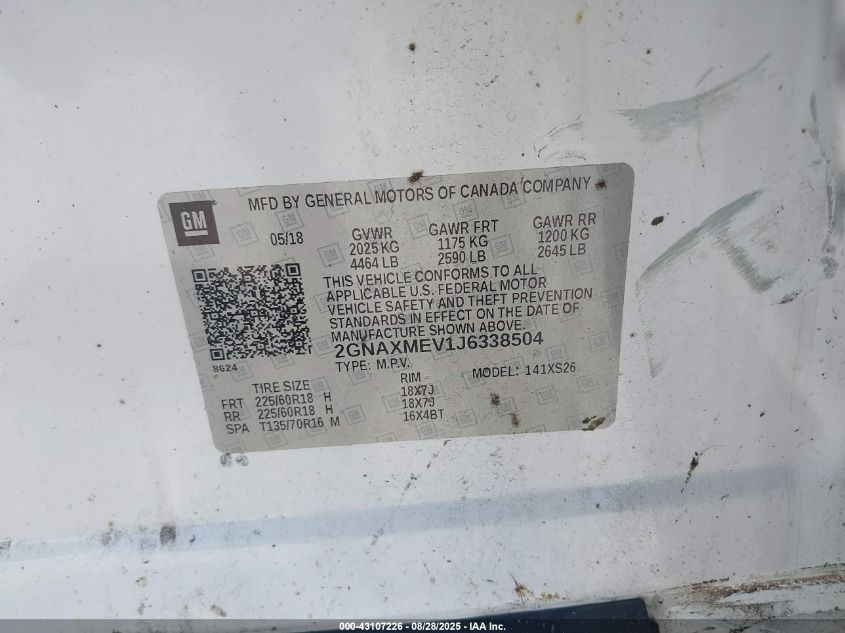 GM
MFD BY GENERAL MOTORS OF CANADA COMPANY
05/18
GVWR
2025 KG
4464 LB
GAWR FRT
1175 KG
2590 LB
GAWR RR
1200 KG
2645 LB
THIS VEHICLE CONFORMS TO ALL
APPLICABLE U.S. FEDERAL MOTOR
VEHICLE SAFETY AND THEFT PREVENTION
STANDARDS IN EFFECT ON THE DATE OF
MANUFACTURE SHOWN ABOVE.
2GNAXMEV1J6338504
8624
TYPE: M.P.V.
MODEL: 141XS26
TIRE SIZE
RIM
FRT 225/60R18 H 18X7J
RR 225/60R18 H 18X7J
SPA T135/70R16 M 16X4BT
000-43107226 - 08/28/2025 - IAA Inc.